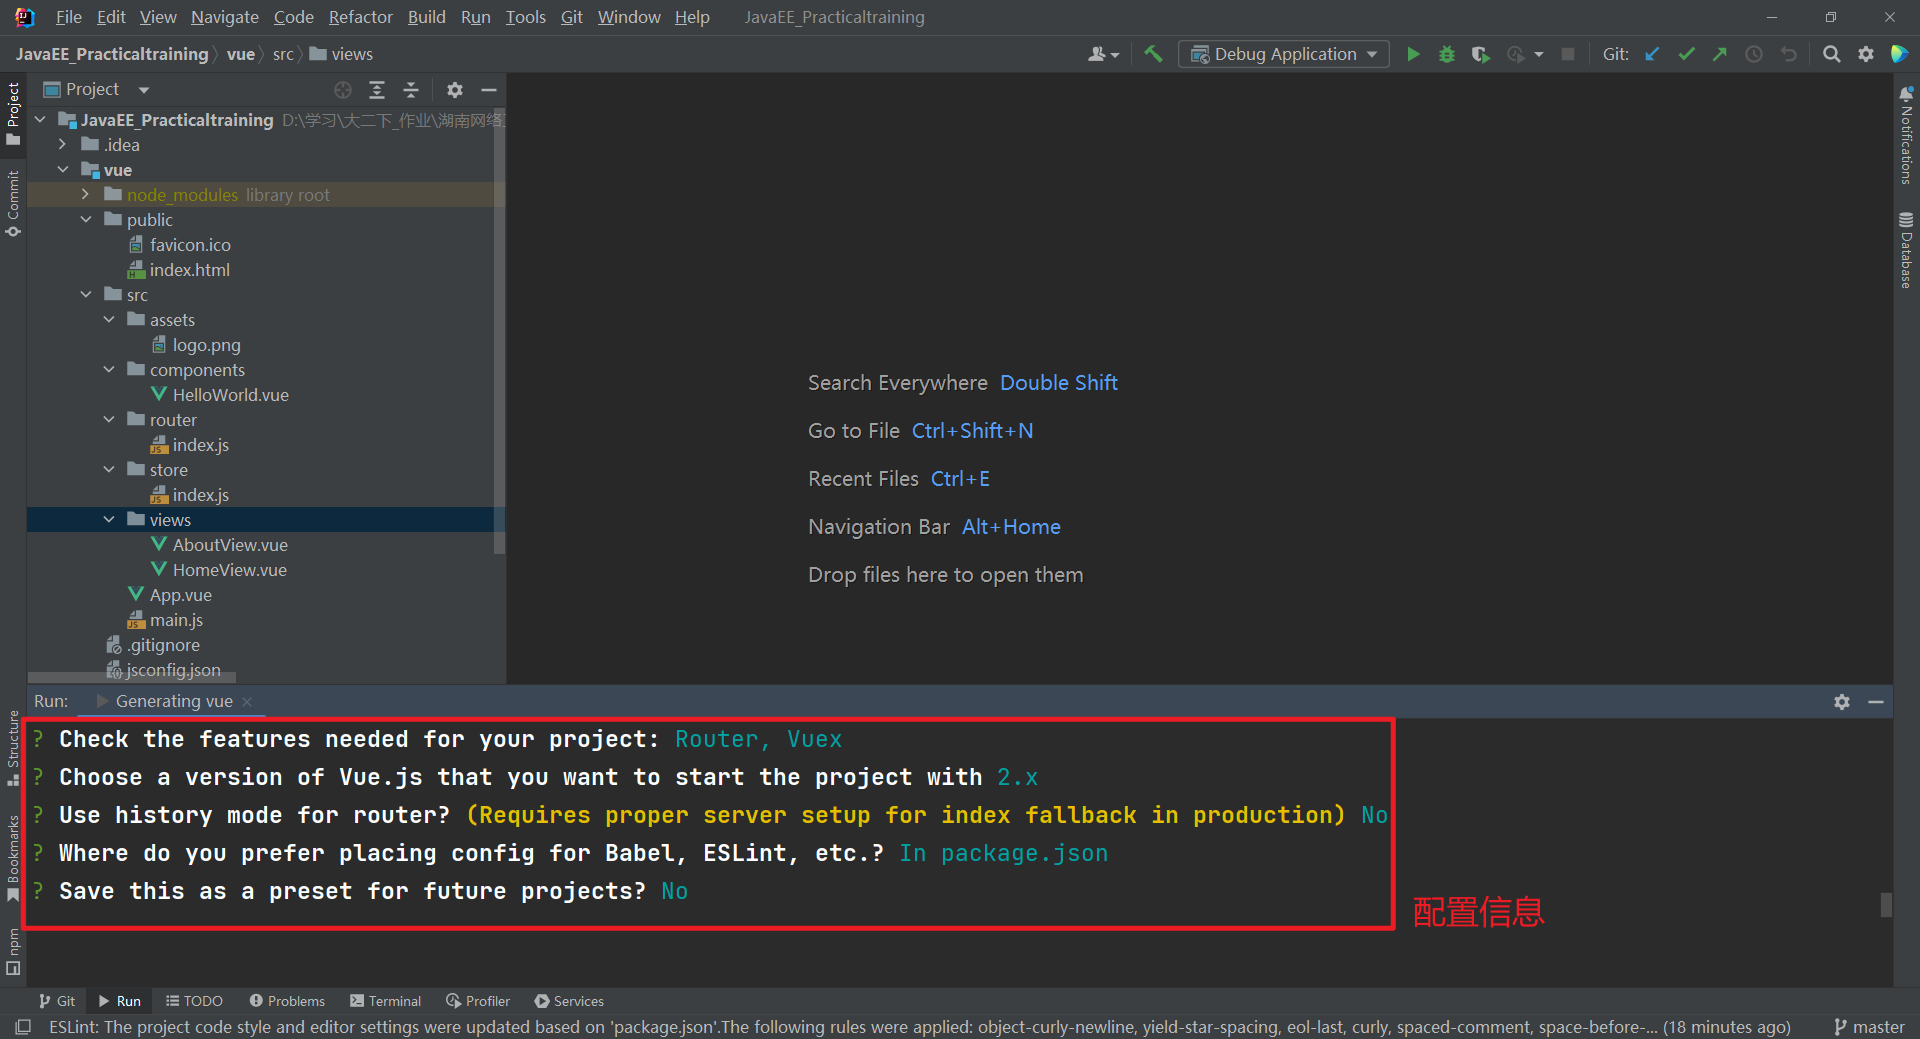 File Edit View Navigate Code Refactor Build Run Tools Git Window Help JavaEE_Practicaltraining
JavaEE_Practicaltraining vue src views Debug Application Git:
Project
JavaEE_Practicaltraining D:\学习\大二下_作业\湖南网络
.idea
vue
node_modules library root
public
favicon.ico
index.html
src
assets
logo.png
components
HelloWorld.vue
router
index.js
store
index.js
views
AboutView.vue
HomeView.vue
App.vue
main.js
.gitignore
jsconfig.json
Project
Commit
Structure
Bookmarks
npm
Search Everywhere Double Shift
Go to File Ctrl+Shift+N
Recent Files Ctrl+E
Navigation Bar Alt+Home
Drop files here to open them
Notifications
Database
Run: Generating vue
? Check the features needed for your project: Router, Vuex
? Choose a version of Vue.js that you want to start the project with 2.x
? Use history mode for router? (Requires proper server setup for index fallback in production) No
? Where do you prefer placing config for Babel, ESLint, etc.? In package.json
? Save this as a preset for future projects? No
配置信息
Git Run TODO Problems Terminal Profiler Services
ESLint: The project code style and editor settings were updated based on 'package.json'.The following rules were applied: object-curly-newline, yield-star-spacing, eol-last, curly, spaced-comment, space-before-... (18 minutes ago) master